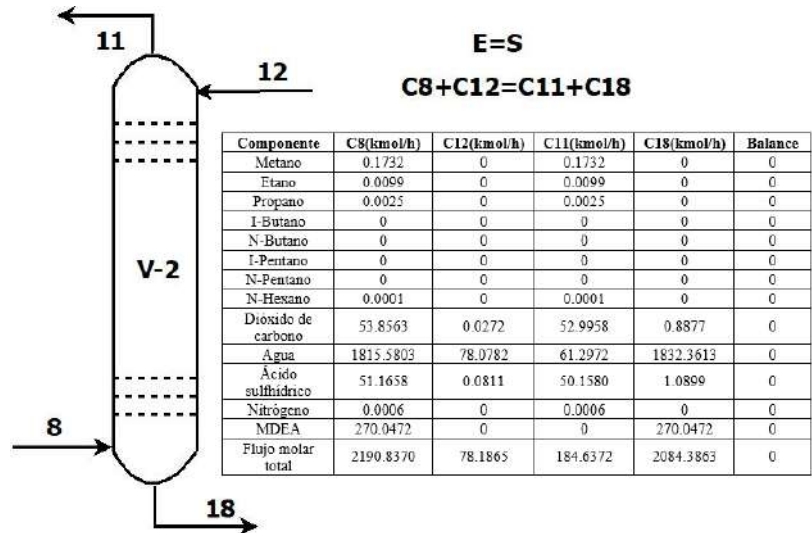 11
12
E=S
C8+C12=C11+C18
Componente C8(kmol/h) C12(kmol/h) C11(kmol/h) C18(kmol/h) Balance
Metano 0.1732 0 0.1732 0 0
Etano 0.0099 0 0.0099 0 0
Propano 0.0025 0 0.0025 0 0
I-Butano 0 0 0 0 0
N-Butano 0 0 0 0 0
I-Pentano 0 0 0 0 0
N-Pentano 0 0 0 0 0
N-Hexano 0.0001 0 0.0001 0 0
Dióxido de
carbono 53.8563 0.0272 52.9958 0.8877 0
Agua 1815.5803 78.0782 61.2972 1832.3613 0
Ácido
sulfhídrico 51.1658 0.0811 50.1580 1.0899 0
Nitrógeno 0.0006 0 0.0006 0 0
MDEA 270.0472 0 0 270.0472 0
Flujo molar
total 2190.8370 78.1865 184.6372 2084.3863 0
V-2
8
18